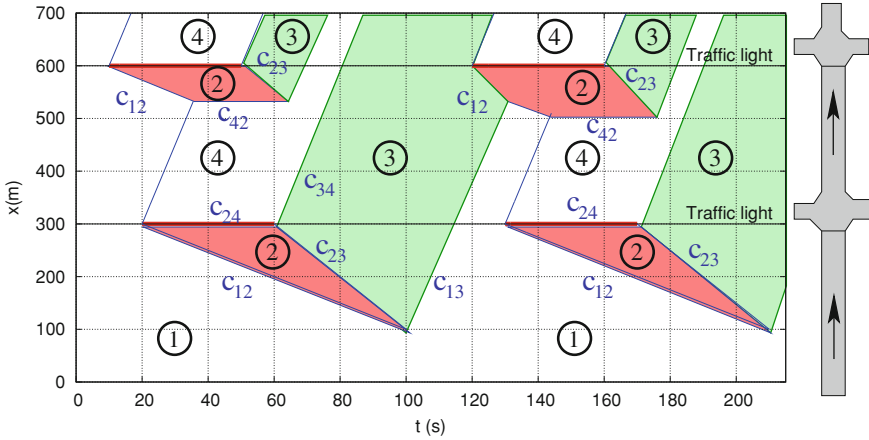 700
600
500
400
300
200
100
0
x(m)
0 20 40 60 80 100 120 140 160 180 200
t (s)
4 3 4 3
c23 c23
Traffic light
2 2
c12 c42 c12 c42
4 3 4 3
c34
c24 c24
Traffic light
2 c23 2 c23
c12 c13 c12
1 1